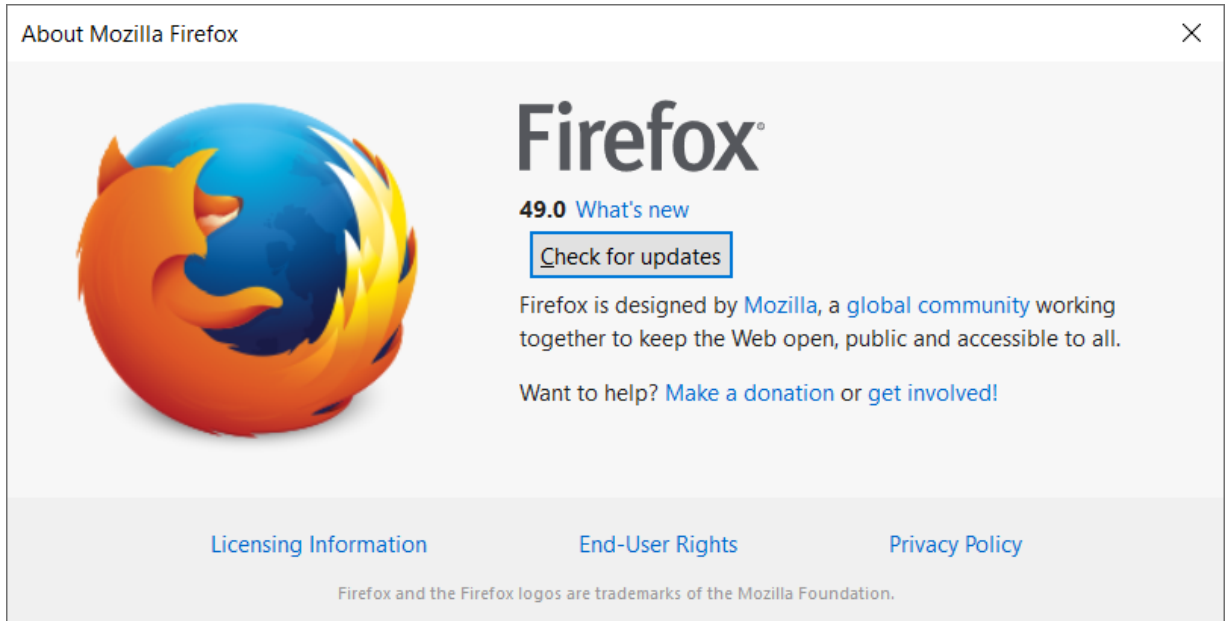 About Mozilla Firefox
Firefox®
49.0 What's new
Check for updates
Firefox is designed by Mozilla, a global community working
together to keep the Web open, public and accessible to all.
Want to help? Make a donation or get involved!
Licensing Information End-User Rights Privacy Policy
Firefox and the Firefox logos are trademarks of the Mozilla Foundation.